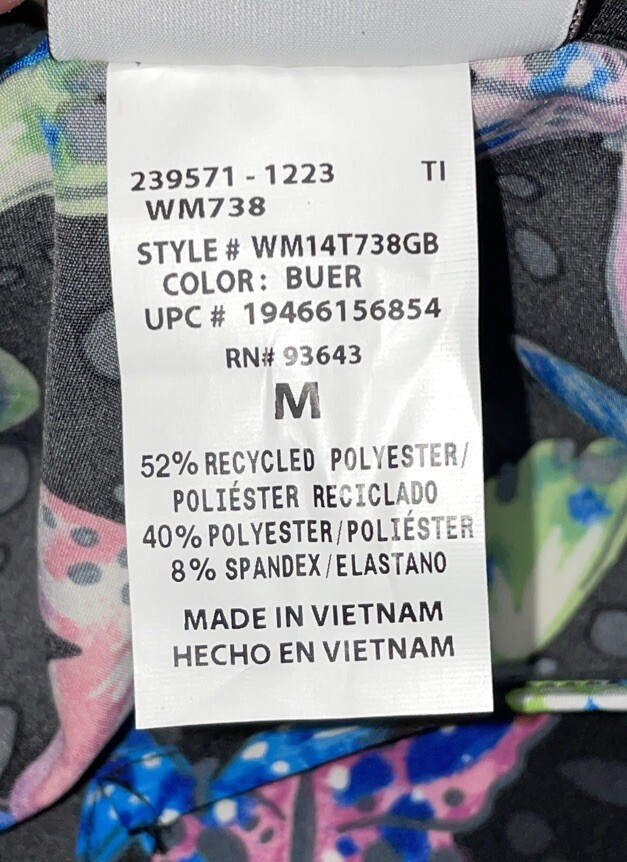 239571 - 1223 TI
WM738
STYLE # WM14T738GB
COLOR: BUER
UPC # 19466156854
RN# 93643
M
52% RECYCLED POLYESTER/
POLIÉSTER RECICLADO
40% POLYESTER/POLIÉSTER
8% SPANDEX/ELASTANO
MADE IN VIETNAM
HECHO EN VIETNAM